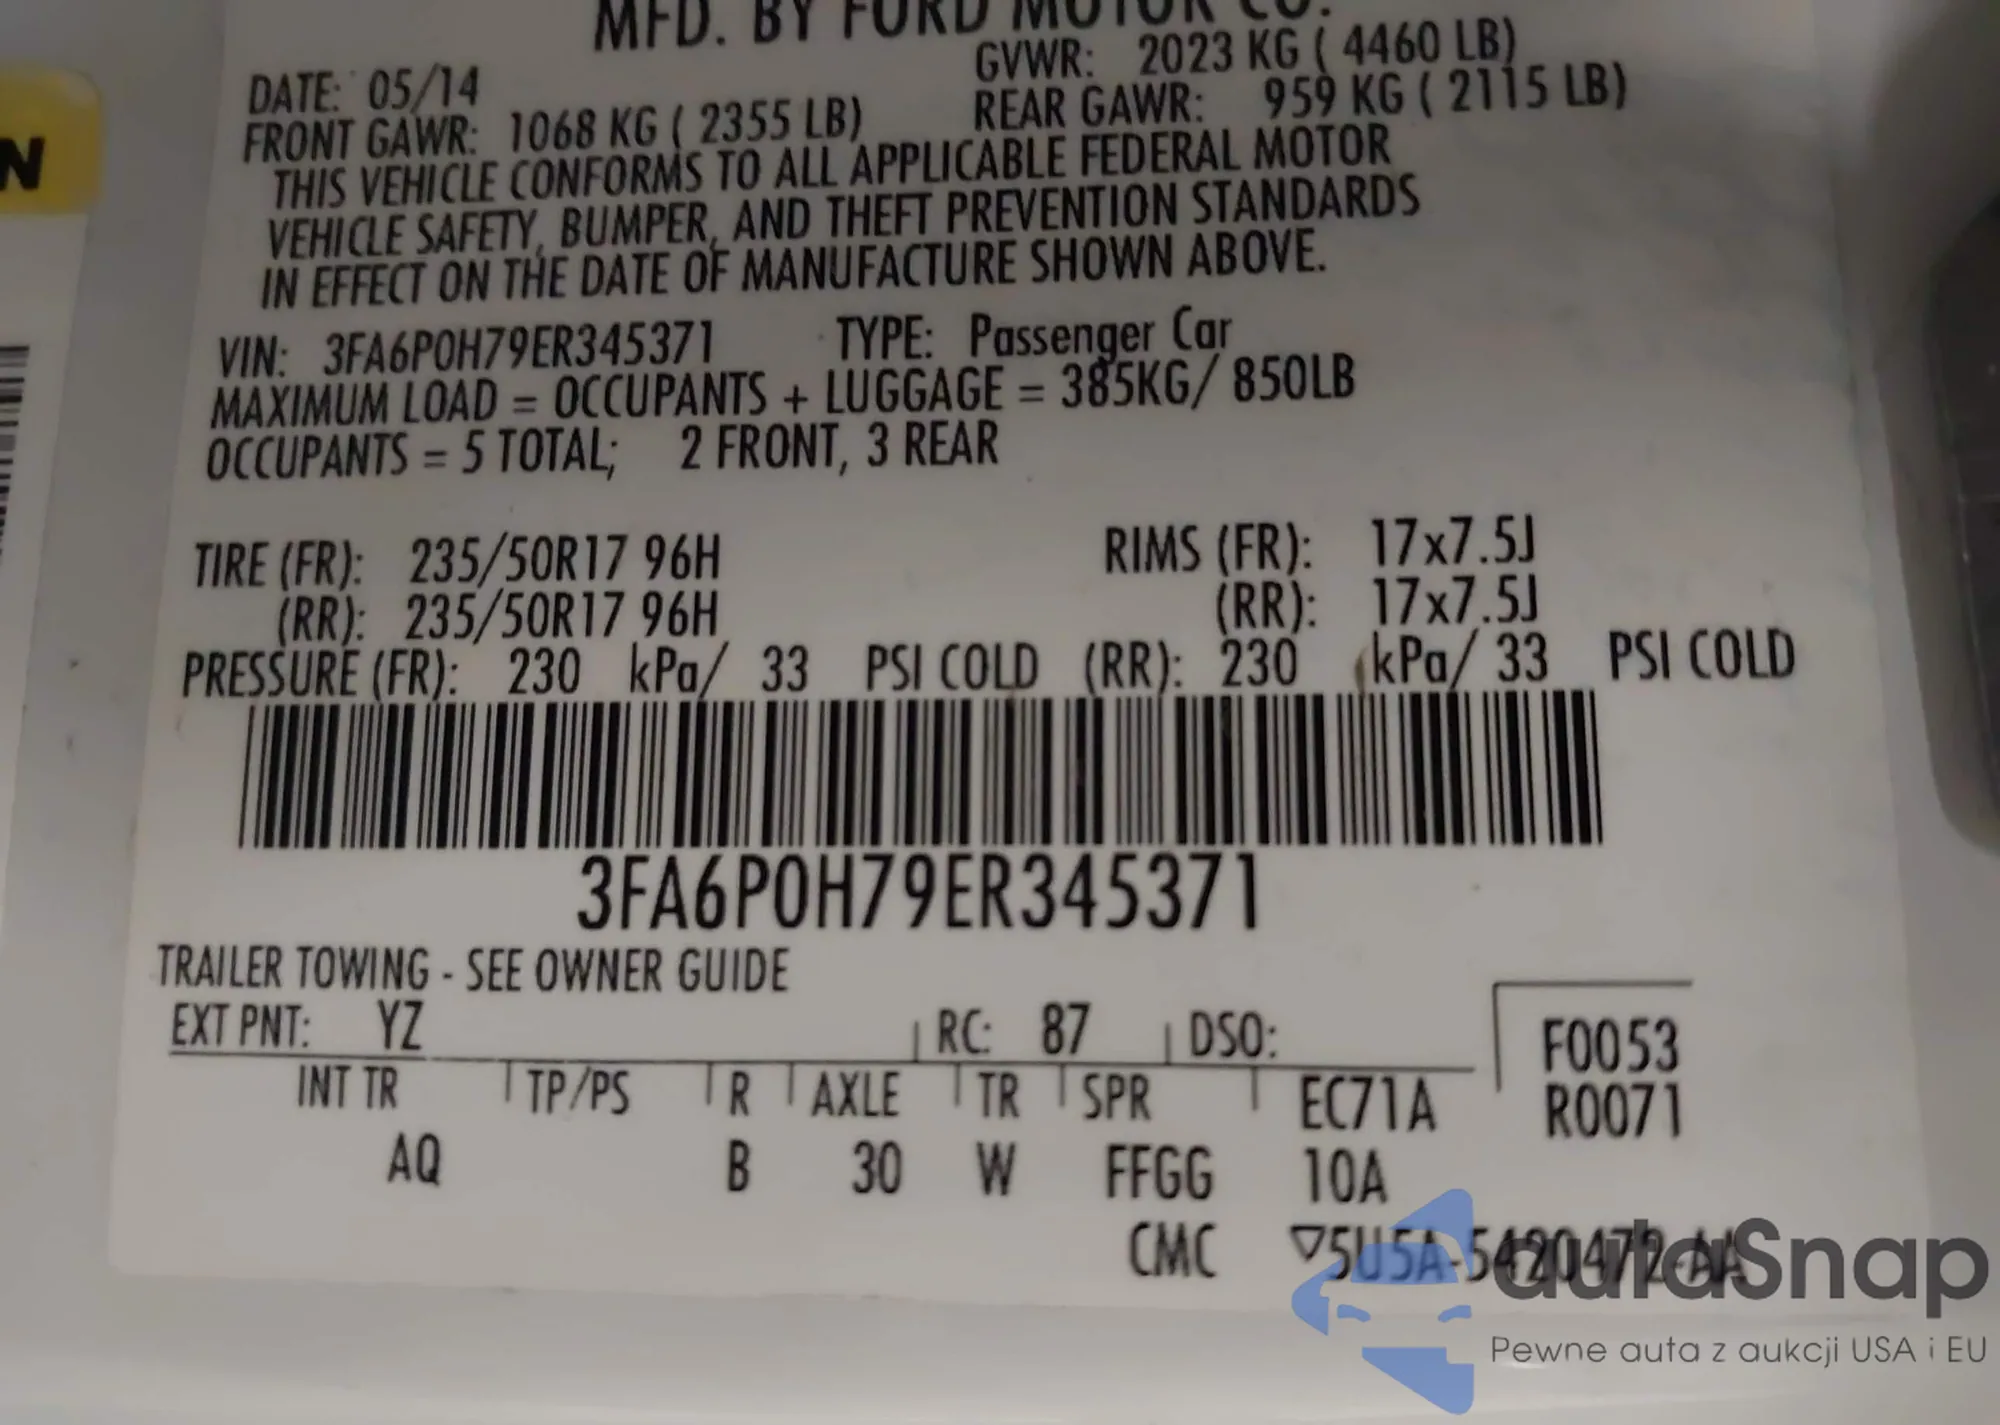 MFD. BY FORD MOTOR CO.
DATE: 05/14 GVWR: 2023 KG ( 4460 LB)
FRONT GAWR: 1068 KG ( 2355 LB) REAR GAWR: 959 KG ( 2115 LB)
THIS VEHICLE CONFORMS TO ALL APPLICABLE FEDERAL MOTOR
VEHICLE SAFETY, BUMPER, AND THEFT PREVENTION STANDARDS
IN EFFECT ON THE DATE OF MANUFACTURE SHOWN ABOVE.
VIN: 3FA6P0H79ER345371 TYPE: Passenger Car
MAXIMUM LOAD = OCCUPANTS + LUGGAGE = 385KG/ 850LB
OCCUPANTS = 5 TOTAL; 2 FRONT, 3 REAR
TIRE (FR): 235/50R17 96H RIMS (FR): 17x7.5J
(RR): 235/50R17 96H (RR): 17x7.5J
PRESSURE (FR): 230 kPa/ 33 PSI COLD (RR): 230 kPa/ 33 PSI COLD
3FA6P0H79ER345371
TRAILER TOWING - SEE OWNER GUIDE
EXT PNT: YZ RC: 87 DSO:
F0053
R0071
INT TR TP/PS R AXLE TR SPR EC71A
AQ B 30 W FFGG 10A
CMC ▽5U5A-5420472-AA
N
autaSnap
Pewne auta z aukcji USA i EU